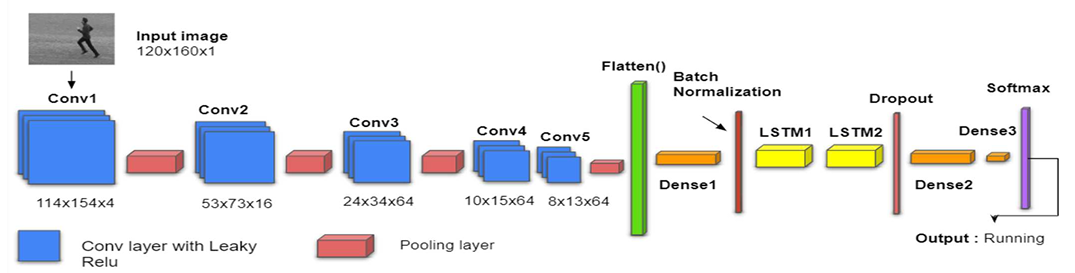 Input image
120x160x1
Conv1
114x154x4
Conv2
53x73x16
Conv3
24x34x64
Conv4
10x15x64
Conv5
8x13x64
Flatten()
Dense1
Batch
Normalization
LSTM1
LSTM2
Dropout
Dense2
Dense3
Softmax
Output : Running
Conv layer with Leaky
Relu
Pooling layer